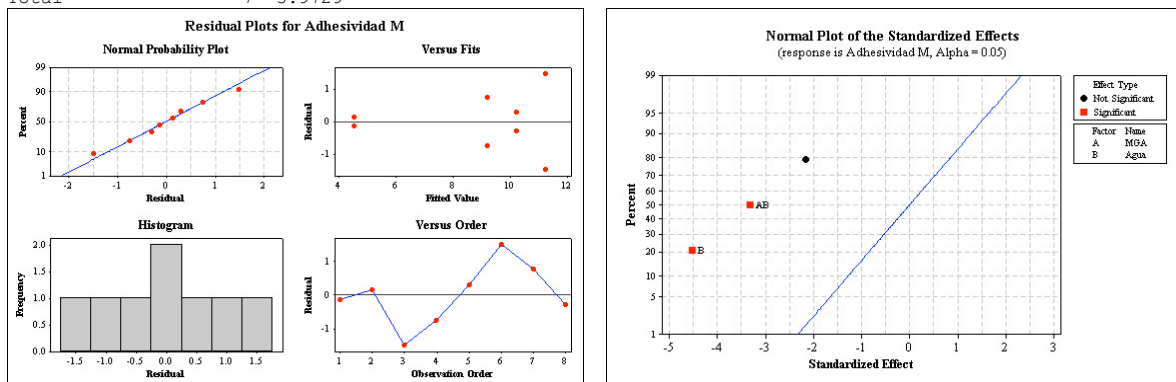 Total 7 5.9729
Residual Plots for Adhesividad M
Normal Probability Plot
99
90
50
10
1
Percent
-2 -1 0 1 2
Residual
Versus Fits
1
0
-1
Residual
4 6 8 10 12
Fitted Value
Histogram
2.0
1.5
1.0
0.5
0.0
Frequency
-1.5 -1.0 -0.5 0.0 0.5 1.0 1.5
Residual
Versus Order
1
0
-1
Residual
1 2 3 4 5 6 7 8
Observation Order
Normal Plot of the Standardized Effects
(response is Adhesividad M, Alpha = 0.05)
99
95
90
80
70
60
50
40
30
20
10
5
1
Percent
AB
B
-5 -4 -3 -2 -1 0 1 2 3
Standardized Effect
Effect Type
Not Significant
Significant
Factor Name
A MGA
B Agua